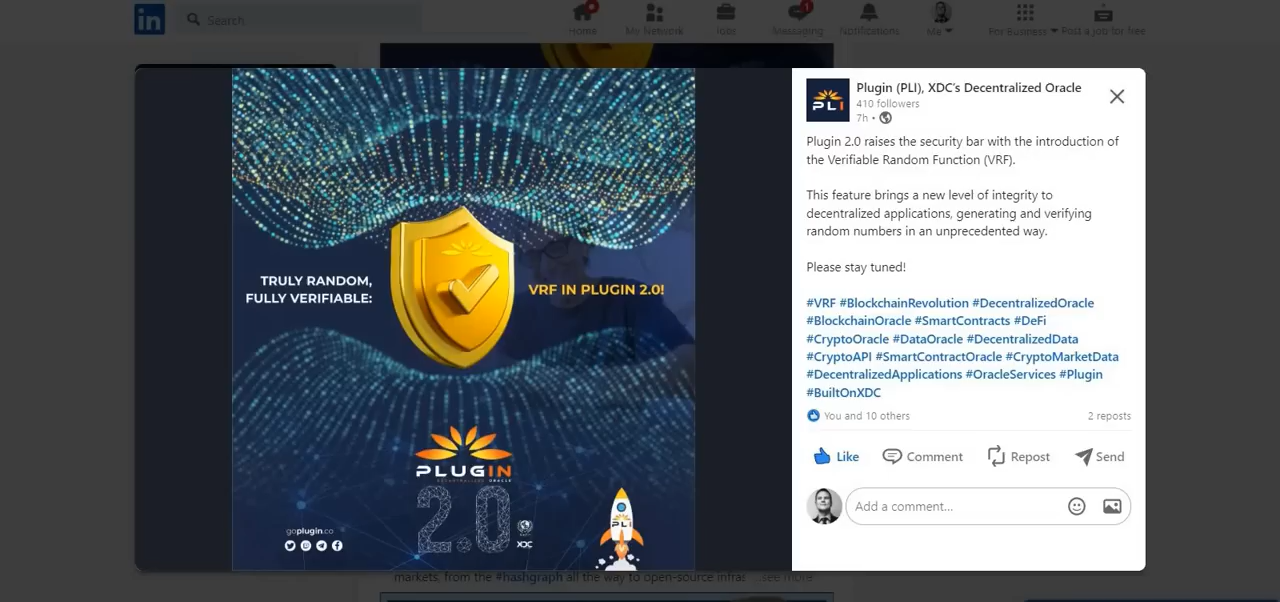 Search
Home
My Network
Jobs
Messaging
1
Notifications
Me
For Business
Post a job for free
TRULY RANDOM,
FULLY VERIFIABLE:
VRF IN PLUGIN 2.0!
PLUGIN
DECENTRALIZED ORACLE
2.0
XDC
PLI
goplugin.co
PLI
Plugin (PLI), XDC's Decentralized Oracle
410 followers
7h •
Plugin 2.0 raises the security bar with the introduction of
the Verifiable Random Function (VRF).
This feature brings a new level of integrity to
decentralized applications, generating and verifying
random numbers in an unprecedented way.
Please stay tuned!
#VRF #BlockchainRevolution #DecentralizedOracle
#BlockchainOracle #SmartContracts #DeFi
#CryptoOracle #DataOracle #DecentralizedData
#CryptoAPI #SmartContractOracle #CryptoMarketData
#DecentralizedApplications #OracleServices #Plugin
#BuiltOnXDC
You and 10 others
2 reposts
Like
Comment
Repost
Send
Add a comment...
markets, from the #hashgraph all the way to open-source infras
...see more